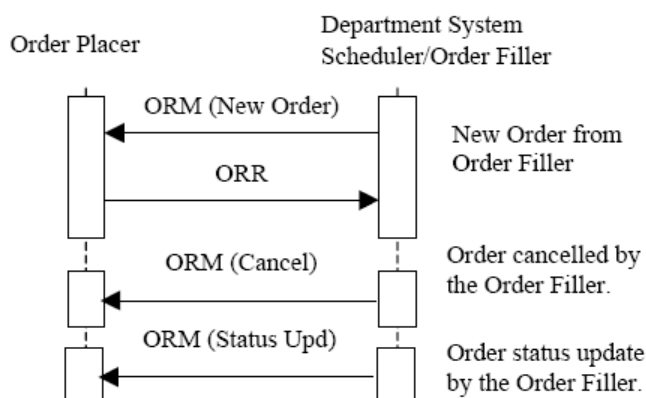 Order Placer
Department System
Scheduler/Order Filler
ORM (New Order)
New Order from
Order Filler
ORR
ORM (Cancel)
Order cancelled by
the Order Filler.
ORM (Status Upd)
Order status update
by the Order Filler.